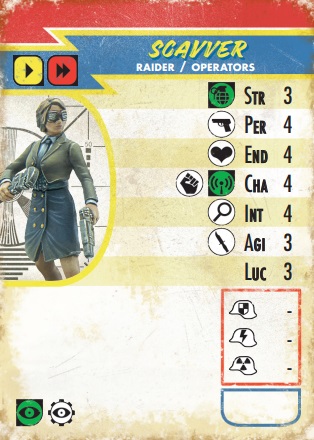 SCAVVER
RAIDER / OPERATORS
STR 3
PER 4
END 4
CHA 4
INT 4
AGI 3
LUC 3
-
-
-